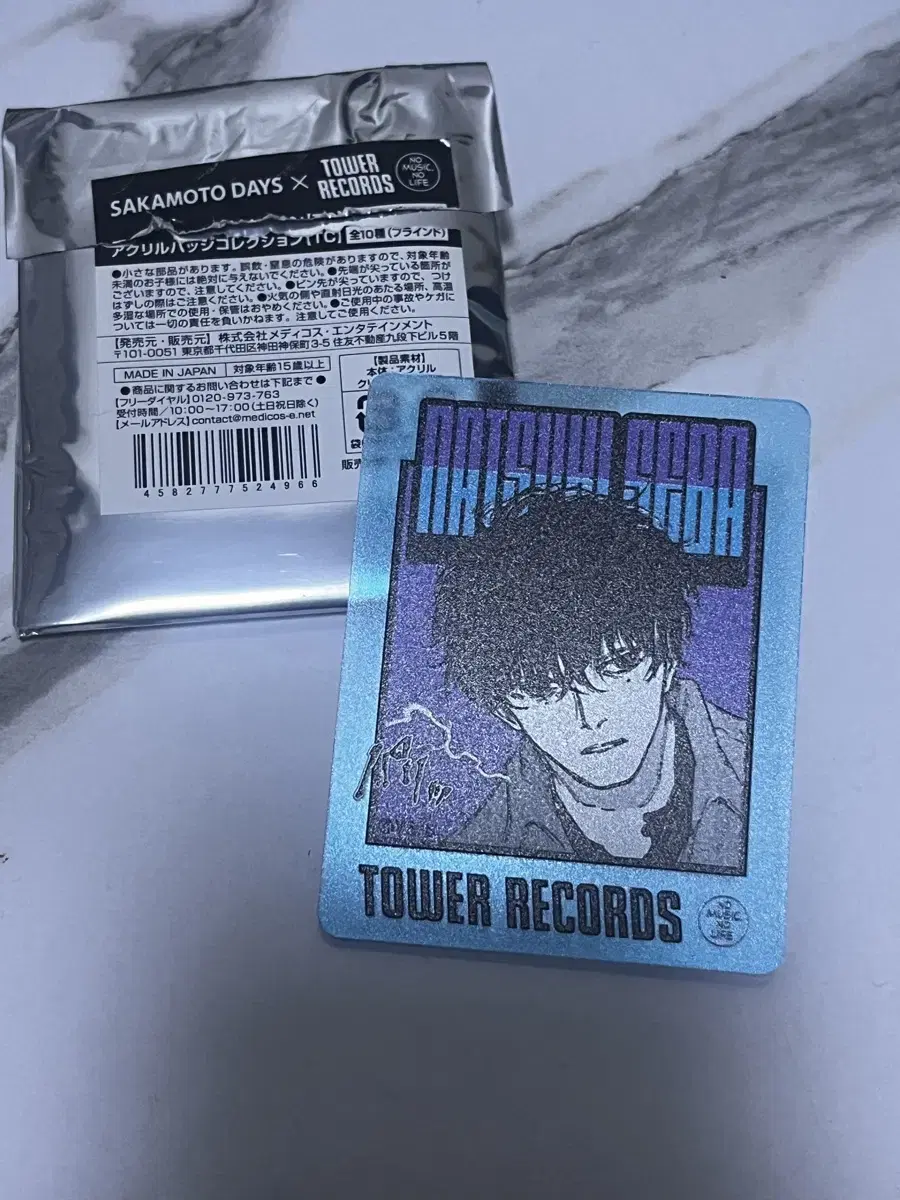 SAKAMOTO DAYS × TOWER RECORDS
NO MUSIC, NO LIFE
アクリルバッジコレクション[TC] 全10種(ブラインド)
●小さな部品があります。誤飲・窒息の危険がありますので、対象年齢
未満のお子様には絶対に与えないでください。●先端が尖っている箇所が
ございますので、注意してください。●ピン先が尖っていますので、つけ
はずしの際はご注意ください。●火気の側や直射日光のあたる場所、高温
多湿な場所での使用・保管はおやめください。●ご使用中の事故やケガに
ついては一切の責任を負いかねます。注意してご使用ください。
【発売元・販売元】株式会社メディコス・エンタテインメント
〒101-0051 東京都千代田区神田神保町3-5 住友不動産九段下ビル5階
MADE IN JAPAN 対象年齢15歳以上
●商品に関するお問い合わせは下記まで●
【フリーダイヤル】0120-973-763
受付時間/10:00~17:00(土日祝日除く)
【メールアドレス】contact@medicos-e.net
【製品素材】
本体:アクリル
4582777524966
販売
NATSUKI SEBA
TOWER RECORDS
NO MUSIC, NO LIFE